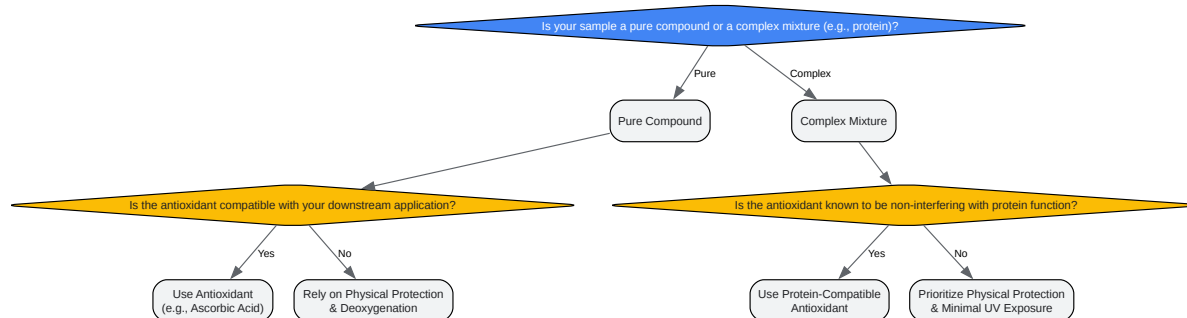 Is your sample a pure compound or a complex mixture (e.g., protein)?
Pure
Complex
Pure Compound
Complex Mixture
Is the antioxidant compatible with your downstream application?
Is the antioxidant known to be non-interfering with protein function?
Yes
No
Yes
No
Use Antioxidant
(e.g., Ascorbic Acid)
Rely on Physical Protection
& Deoxygenation
Use Protein-Compatible
Antioxidant
Prioritize Physical Protection
& Minimal UV Exposure